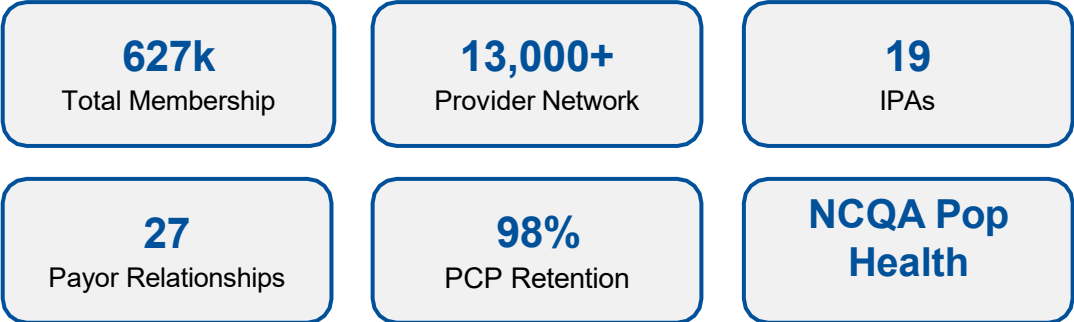 627k
Total Membership
13,000+
Provider Network
19
IPAs
27
Payor Relationships
98%
PCP Retention
NCQA Pop
Health